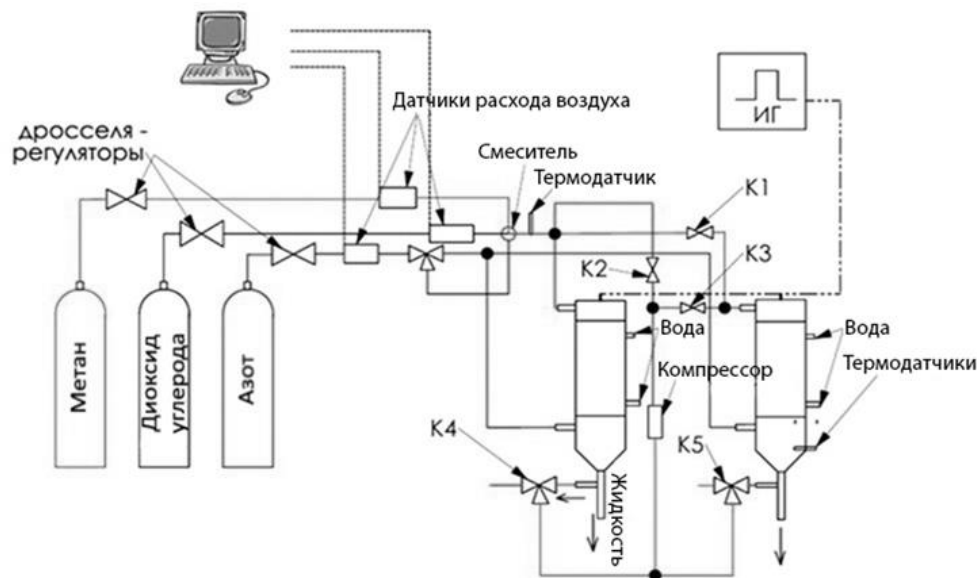 Датчики расхода воздуха
ИГ
дросселя -
регуляторы
Смеситель
Термодатчик
К1
К2
К3
Вода
Вода
Компрессор
Термодатчики
Метан
Диоксид
углерода
Азот
К4
К5
Жидкость